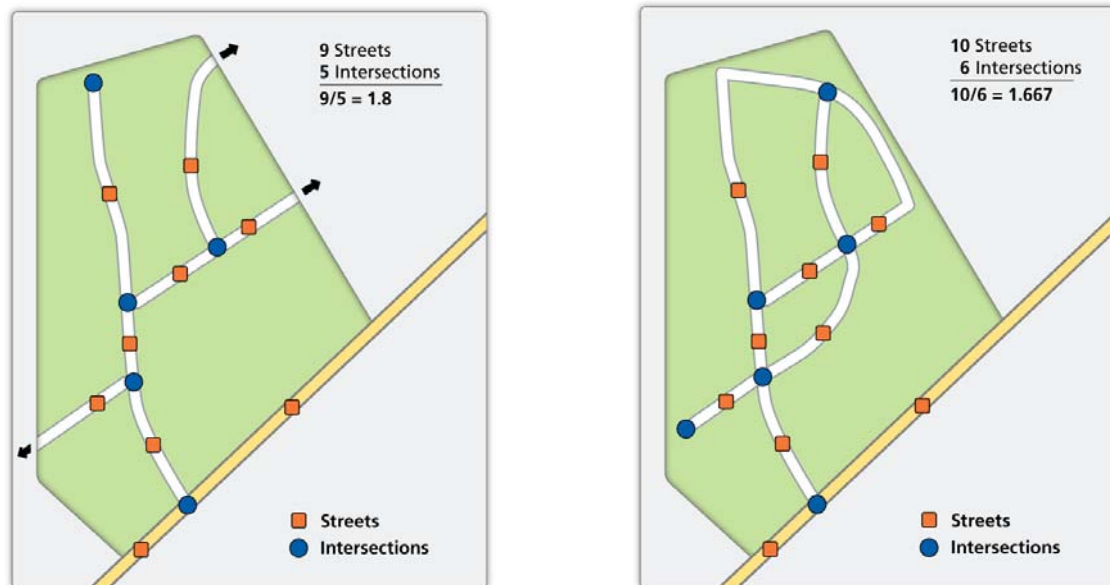 9 Streets
5 Intersections
9/5 = 1.8
Streets
Intersections
10 Streets
6 Intersections
10/6 = 1.667
Streets
Intersections